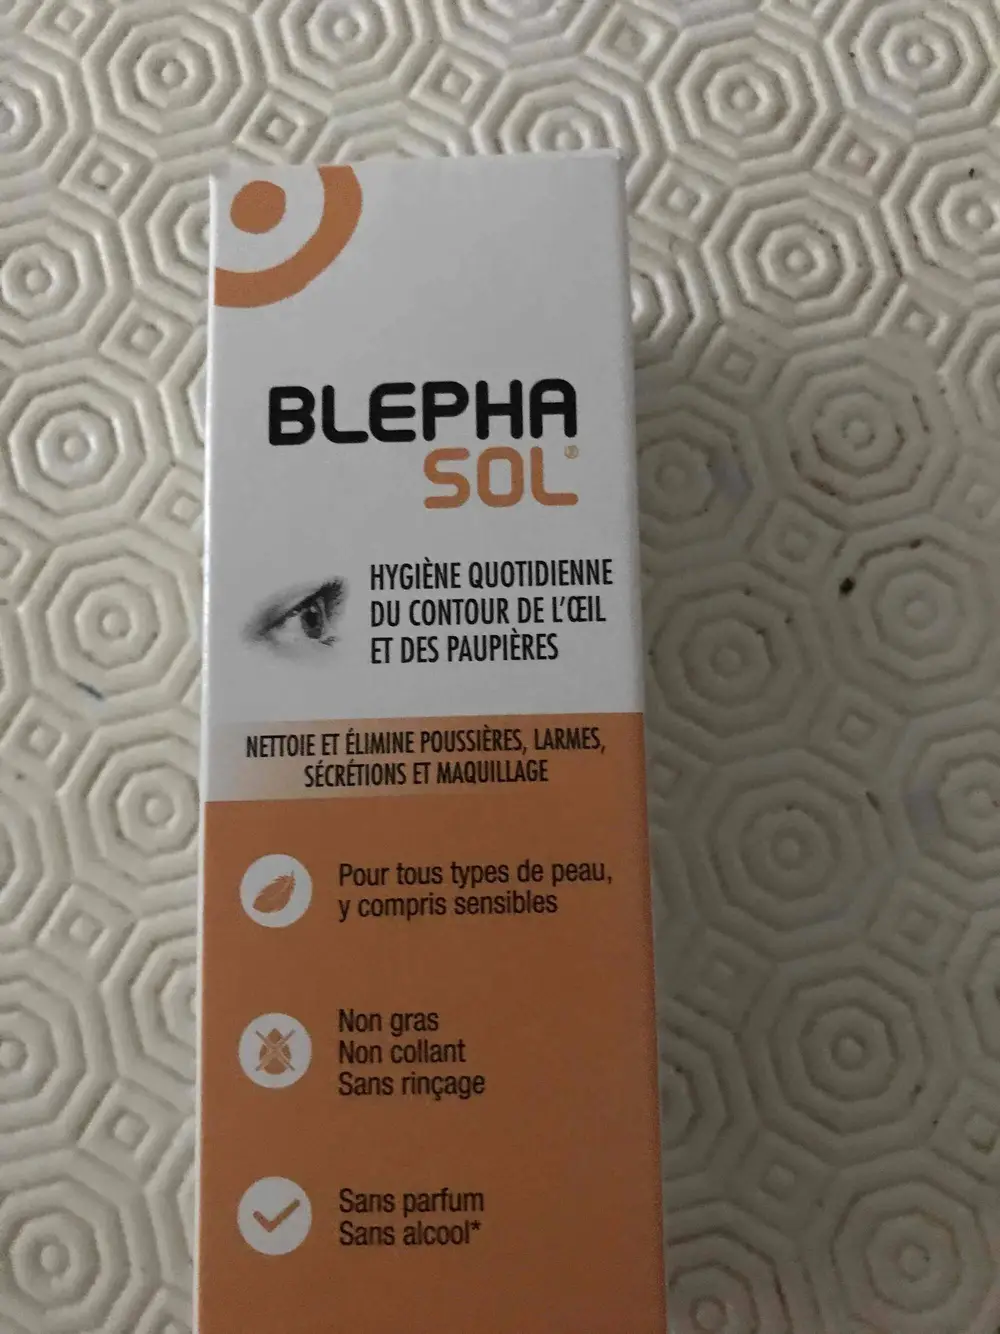 BLEPHA
SOL®
HYGIÈNE QUOTIDIENNE
DU CONTOUR DE L'ŒIL
ET DES PAUPIÈRES
NETTOIE ET ÉLIMINE POUSSIÈRES, LARMES,
SÉCRÉTIONS ET MAQUILLAGE
Pour tous types de peau,
y compris sensibles
Non gras
Non collant
Sans rinçage
Sans parfum
Sans alcool*